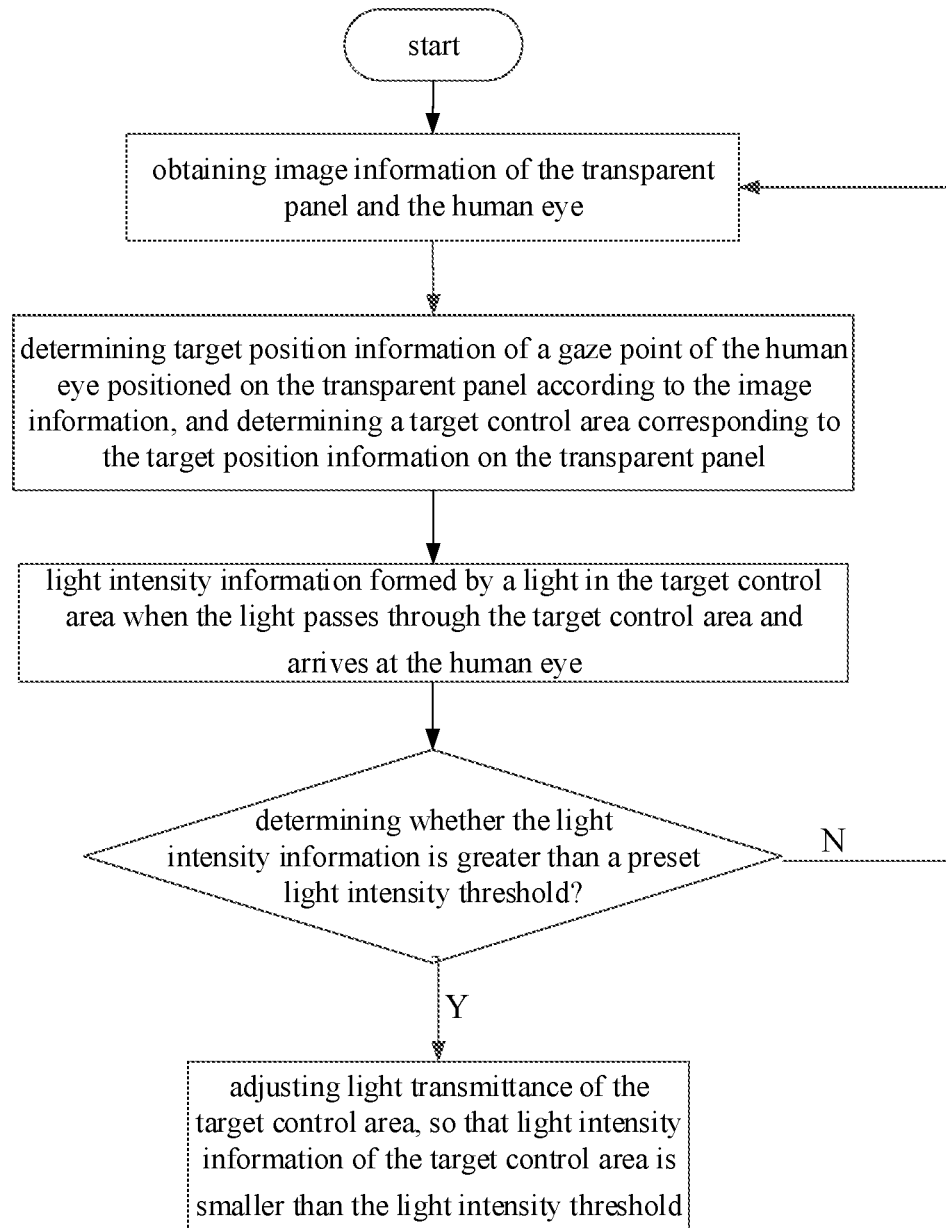 start
obtaining image information of the transparent
panel and the human eye
determining target position information of a gaze point of the human
eye positioned on the transparent panel according to the image
information, and determining a target control area corresponding to
the target position information on the transparent panel
light intensity information formed by a light in the target control
area when the light passes through the target control area and
arrives at the human eye
determining whether the light
intensity information is greater than a preset
light intensity threshold?
N
Y
adjusting light transmittance of the
target control area, so that light intensity
information of the target control area is
smaller than the light intensity threshold